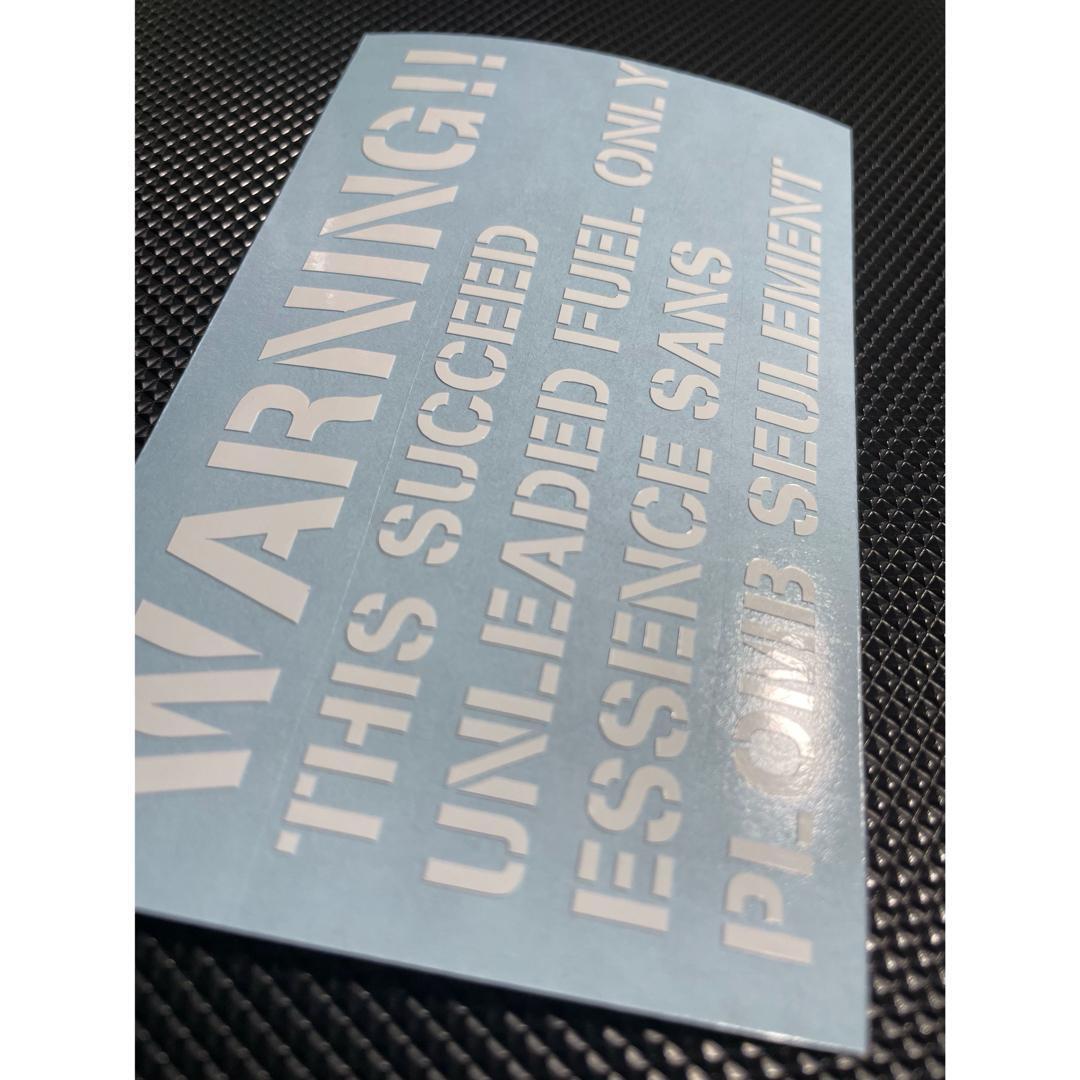 WARNING!!
THIS SUCCEED
UNLEADED FUEL ONLY
ESSENCE SANS
PLOMB SEULEMENT